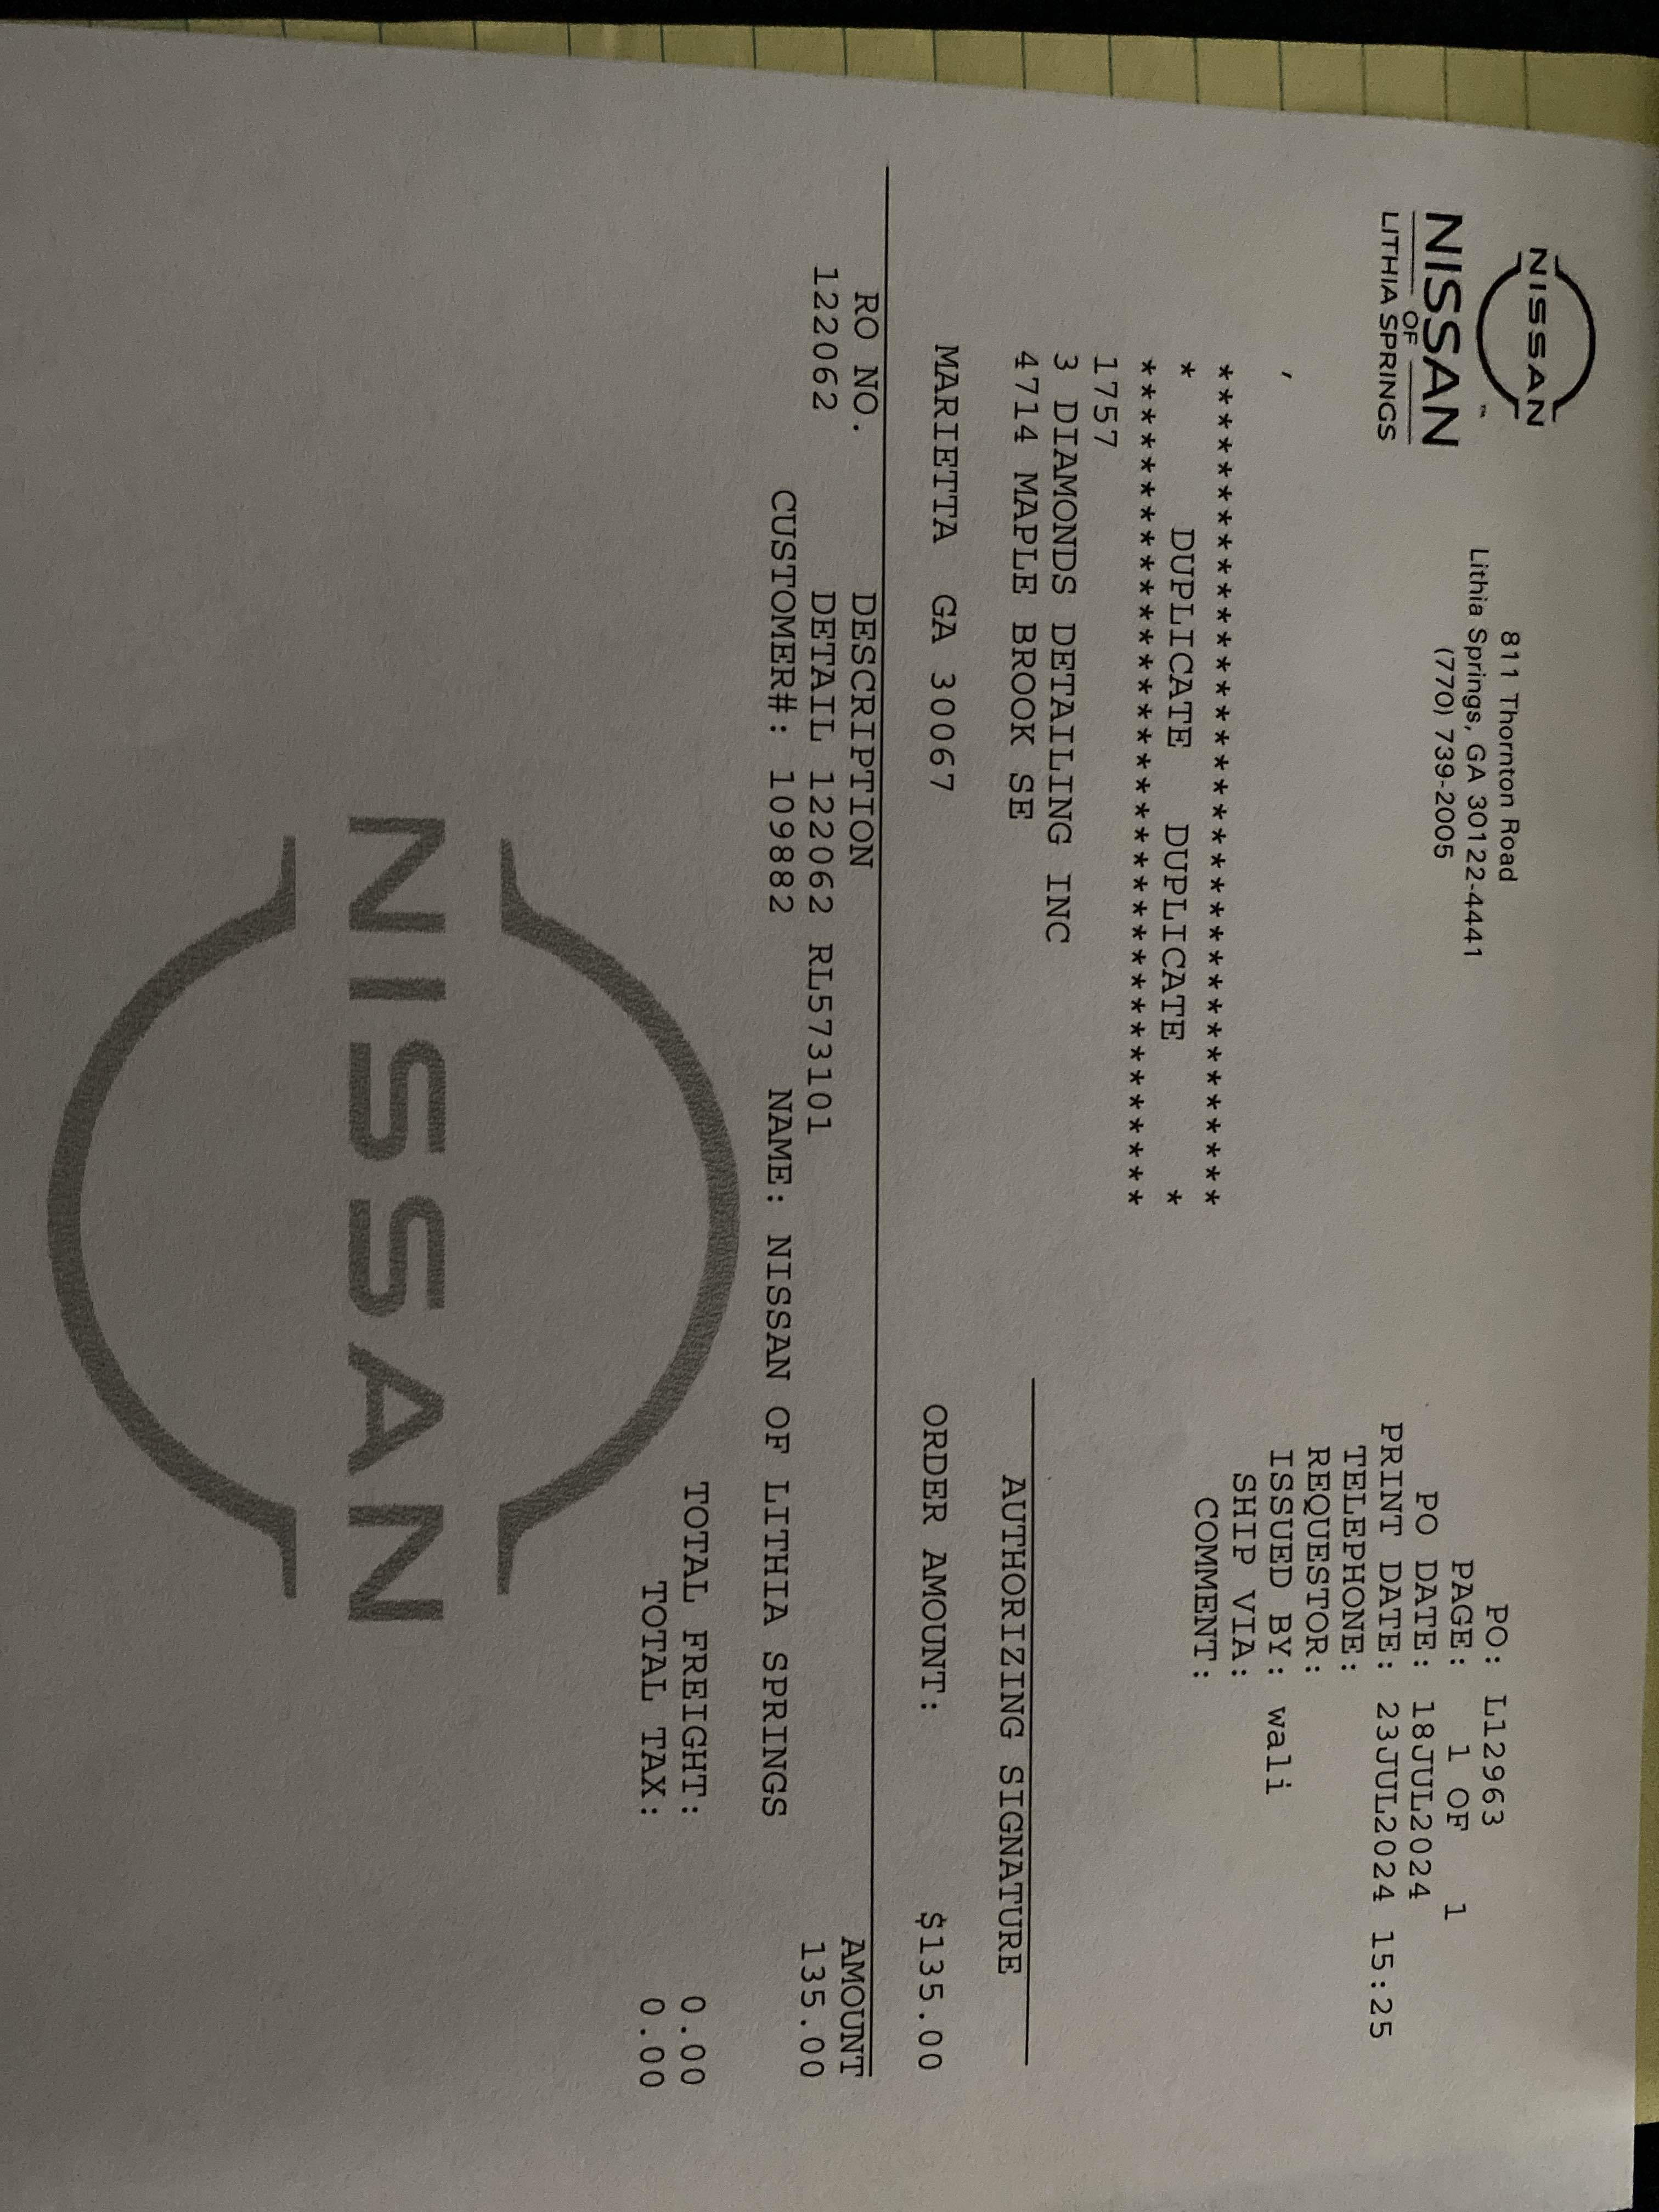 NISSAN
NISSAN
OF
LITHIA SPRINGS
811 Thornton Road
Lithia Springs, GA 30122-4441
(770) 739-2005
PO: L12963
PAGE: 1 OF 1
PO DATE: 18JUL2024
PRINT DATE: 23JUL2024 15:25
TELEPHONE:
REQUESTOR:
ISSUED BY: wali
SHIP VIA:
COMMENT:
,
***********************************
* DUPLICATE DUPLICATE *
***********************************
1757
3 DIAMONDS DETAILING INC
4714 MAPLE BROOK SE
MARIETTA GA 30067
AUTHORIZING SIGNATURE
ORDER AMOUNT: $135.00
RO NO. DESCRIPTION AMOUNT
122062 DETAIL 122062 RL573101 135.00
CUSTOMER#: 109882 NAME: NISSAN OF LITHIA SPRINGS
TOTAL FREIGHT: 0.00
TOTAL TAX: 0.00
NISSAN